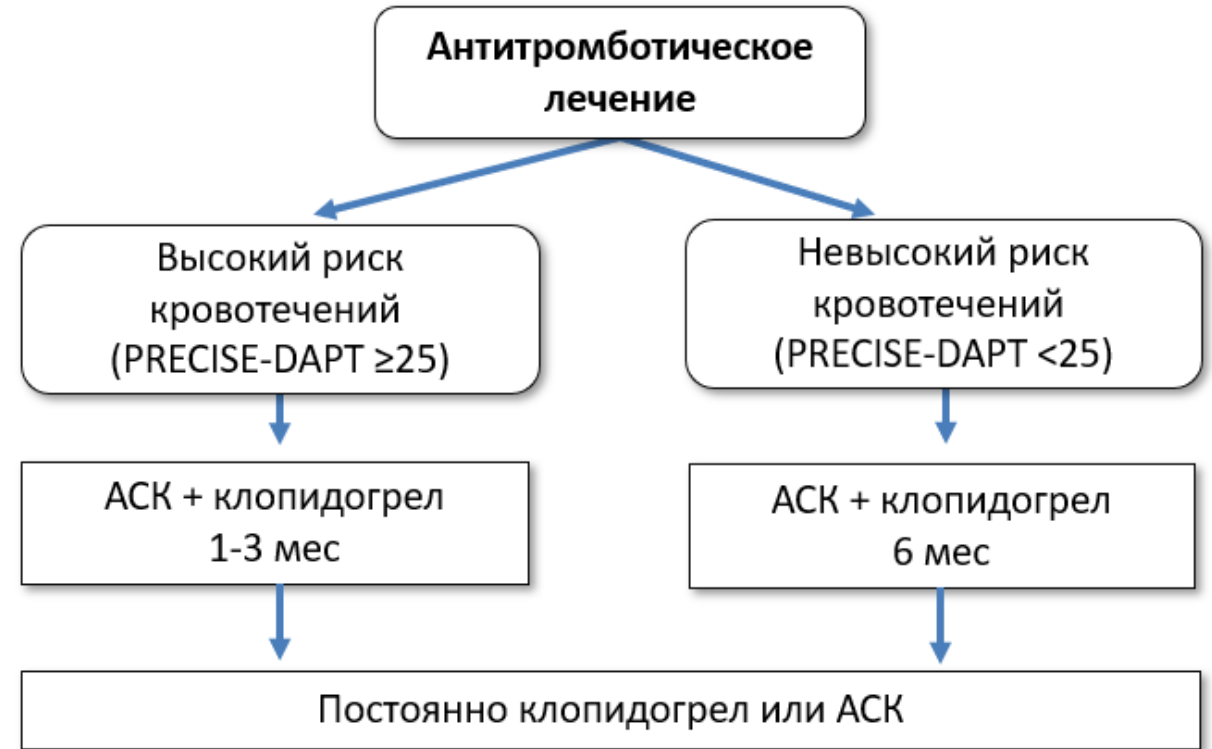 Антитромботическое
лечение
Высокий риск
кровотечений
(PRECISE-DAPT ≥25)
Невысокий риск
кровотечений
(PRECISE-DAPT <25)
АСК + клопидогрел
1-3 мес
АСК + клопидогрел
6 мес
Постоянно клопидогрел или АСК